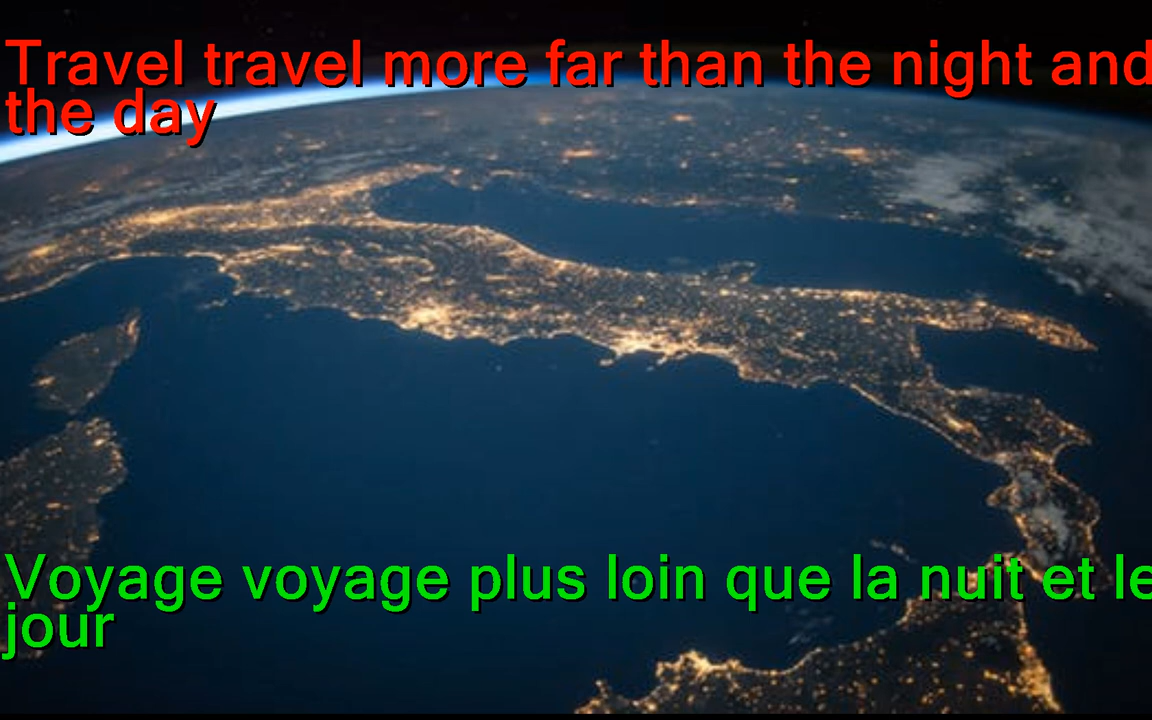 Travel travel more far than the night and
the day
Voyage voyage plus loin que la nuit et le
jour